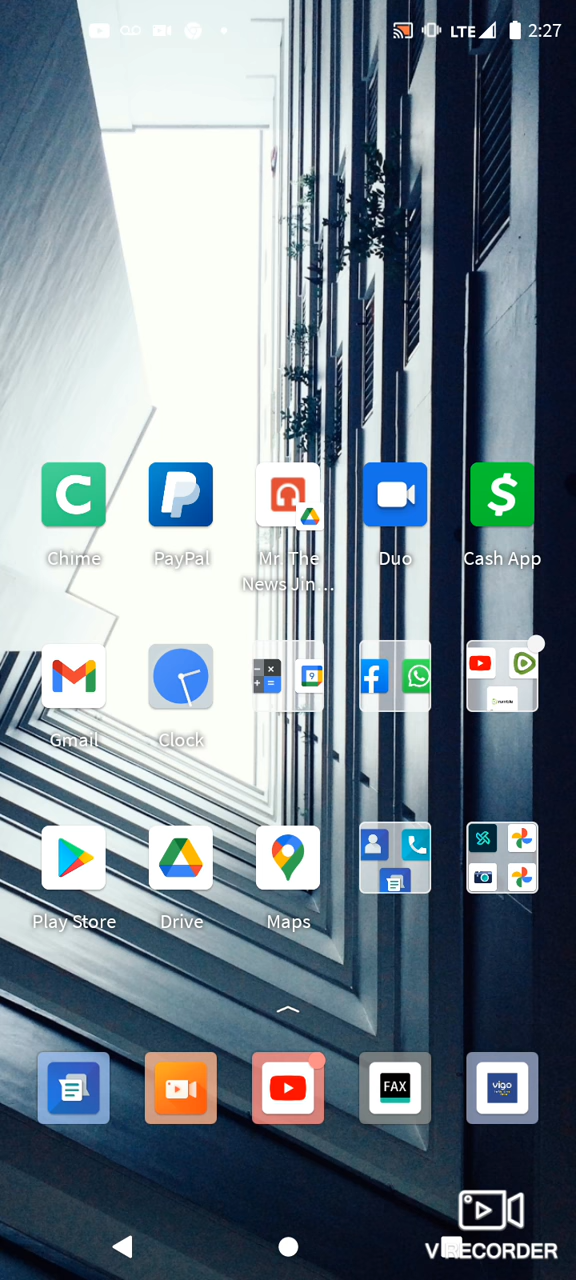 LTE 2:27
Chime PayPal Mr. The Duo Cash App
News Jin...
Gmail Clock
Play Store Drive Maps
FAX vigo
V RECORDER